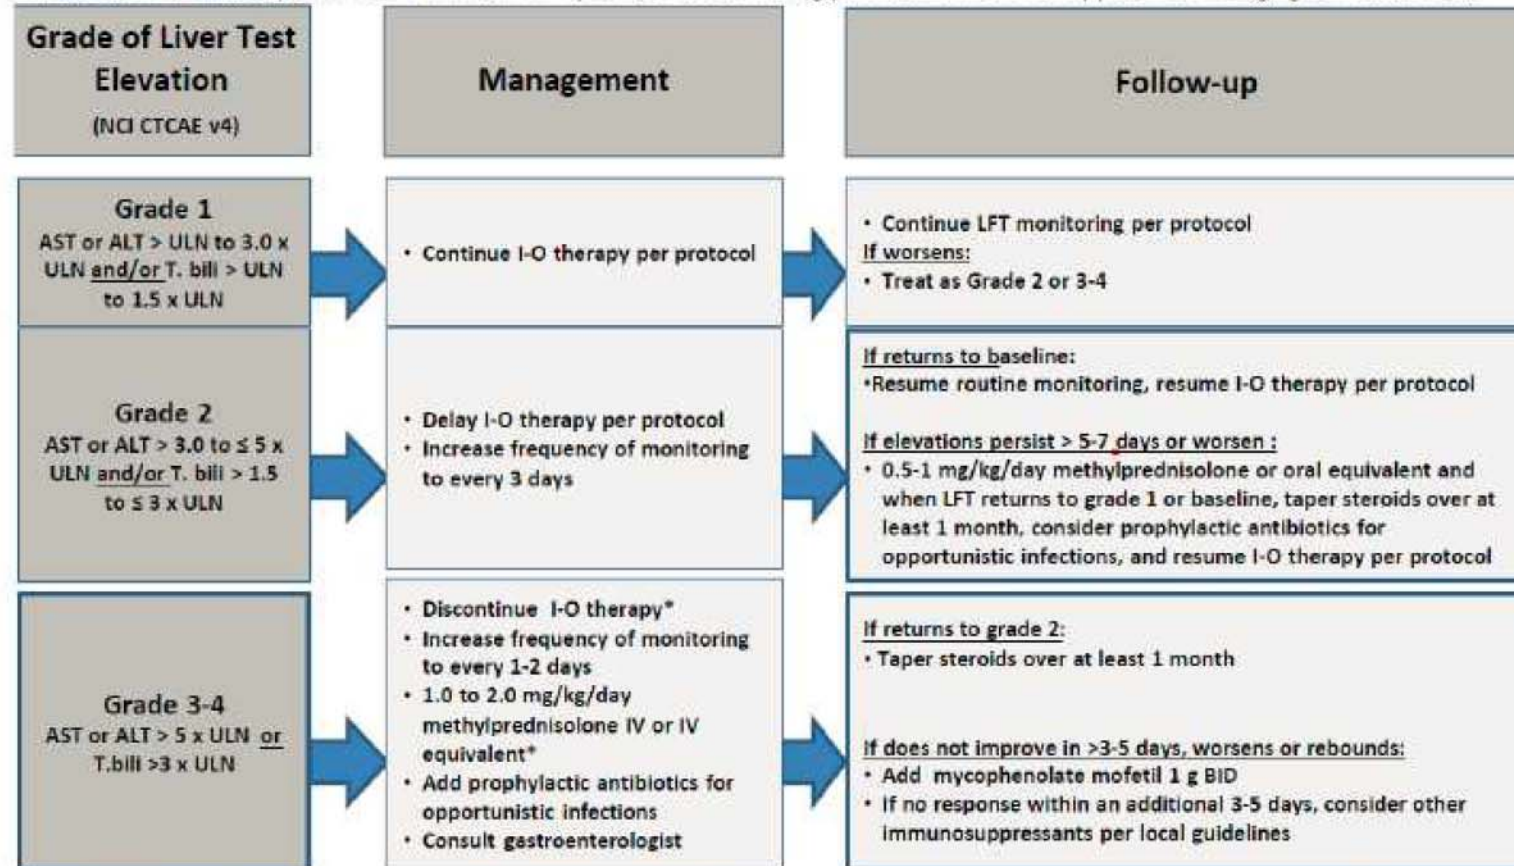 Grade of Liver Test
Elevation
(NCI CTCAE v4)
Management
Follow-up
Grade 1
AST or ALT > ULN to 3.0 x
ULN and/or T. bili > ULN
to 1.5 x ULN
• Continue I-O therapy per protocol
• Continue LFT monitoring per protocol
If worsens:
• Treat as Grade 2 or 3-4
Grade 2
AST or ALT > 3.0 to ≤ 5 x
ULN and/or T. bili > 1.5
to ≤ 3 x ULN
• Delay I-O therapy per protocol
• Increase frequency of monitoring
to every 3 days
If returns to baseline:
•Resume routine monitoring, resume I-O therapy per protocol
If elevations persist > 5-7 days or worsen :
• 0.5-1 mg/kg/day methylprednisolone or oral equivalent and
when LFT returns to grade 1 or baseline, taper steroids over at
least 1 month, consider prophylactic antibiotics for
opportunistic infections, and resume I-O therapy per protocol
Grade 3-4
AST or ALT > 5 x ULN or
T.bili >3 x ULN
• Discontinue I-O therapy*
• Increase frequency of monitoring
to every 1-2 days
• 1.0 to 2.0 mg/kg/day
methylprednisolone IV or IV
equivalent*
• Add prophylactic antibiotics for
opportunistic infections
• Consult gastroenterologist
If returns to grade 2:
• Taper steroids over at least 1 month
If does not improve in >3-5 days, worsens or rebounds:
• Add mycophenolate mofetil 1 g BID
• If no response within an additional 3-5 days, consider other
immunosuppressants per local guidelines